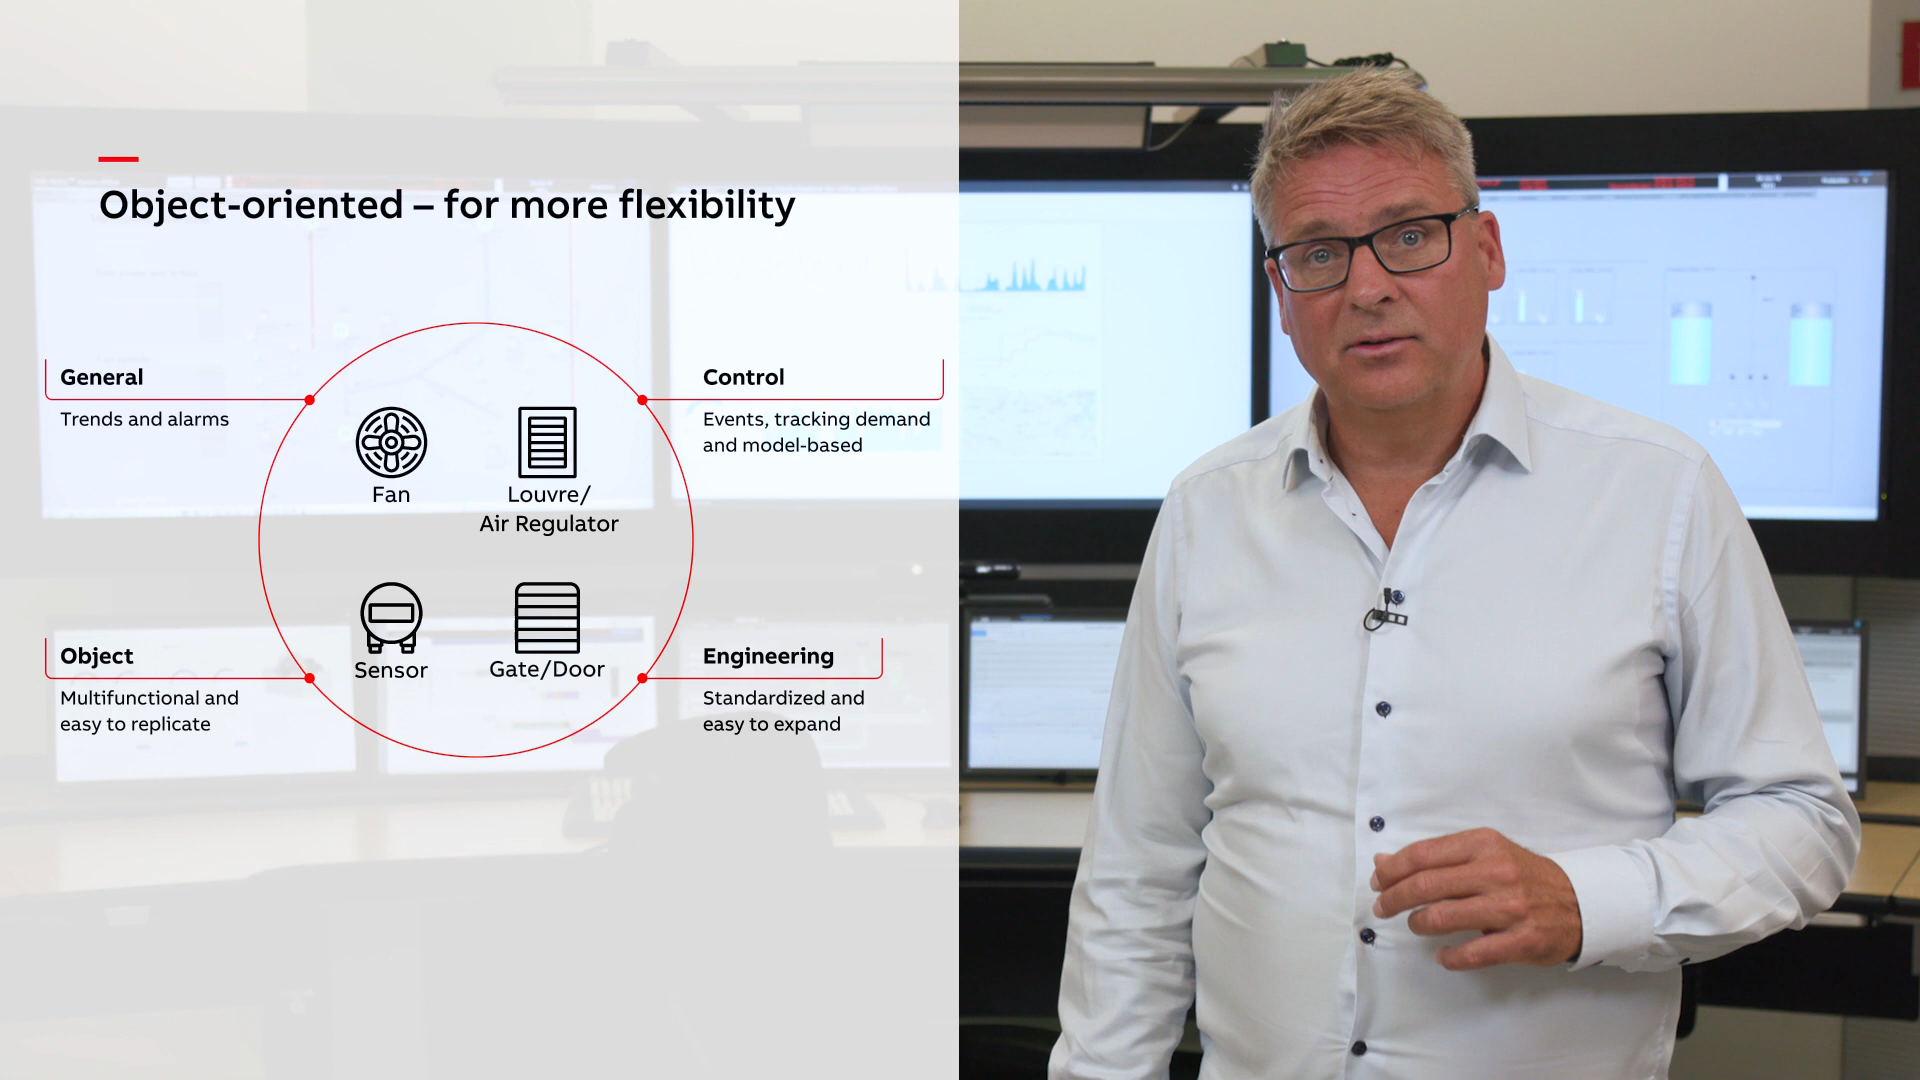 Object-oriented – for more flexibility
General
Trends and alarms
Control
Events, tracking demand
and model-based
Fan
Louvre/
Air Regulator
Sensor
Gate/Door
Object
Multifunctional and
easy to replicate
Engineering
Standardized and
easy to expand